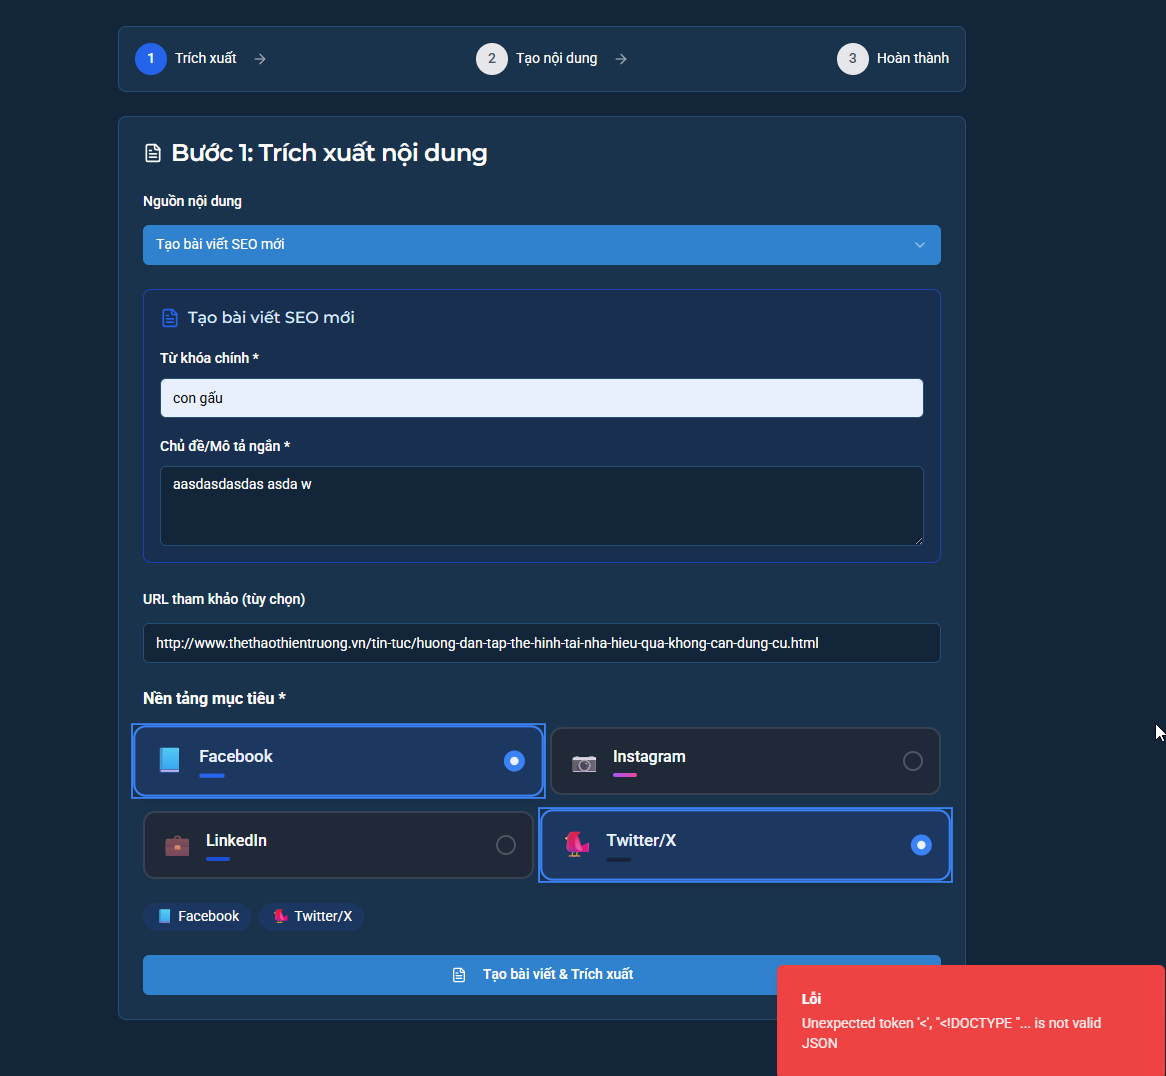 1 Trích xuất
2 Tạo nội dung
3 Hoàn thành
Bước 1: Trích xuất nội dung
Nguồn nội dung
Tạo bài viết SEO mới
Tạo bài viết SEO mới
Từ khóa chính *
con gấu
Chủ đề/Mô tả ngắn *
aasdasdasdas asda w
URL tham khảo (tùy chọn)
http://www.thethaothientruong.vn/tin-tuc/huong-dan-tap-the-hinh-tai-nha-hieu-qua-khong-can-dung-cu.html
Nền tảng mục tiêu *
Facebook
Instagram
LinkedIn
Twitter/X
Facebook Twitter/X
Tạo bài viết & Trích xuất
Lỗi
Unexpected token '<', "<!DOCTYPE "... is not valid
JSON